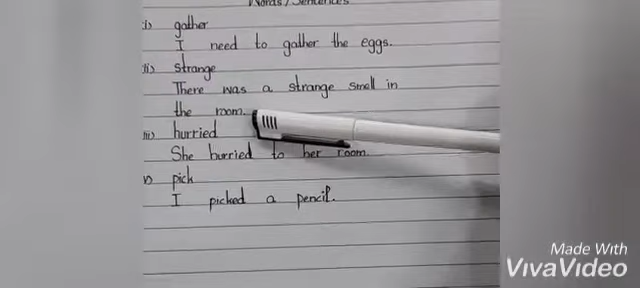 Words/Sentences
i) gather
I need to gather the eggs.
ii) strange
There was a strange smell in
the room.
iii) hurried
She hurried to her room.
v) pick
I picked a pencil.
Made With
VivaVideo